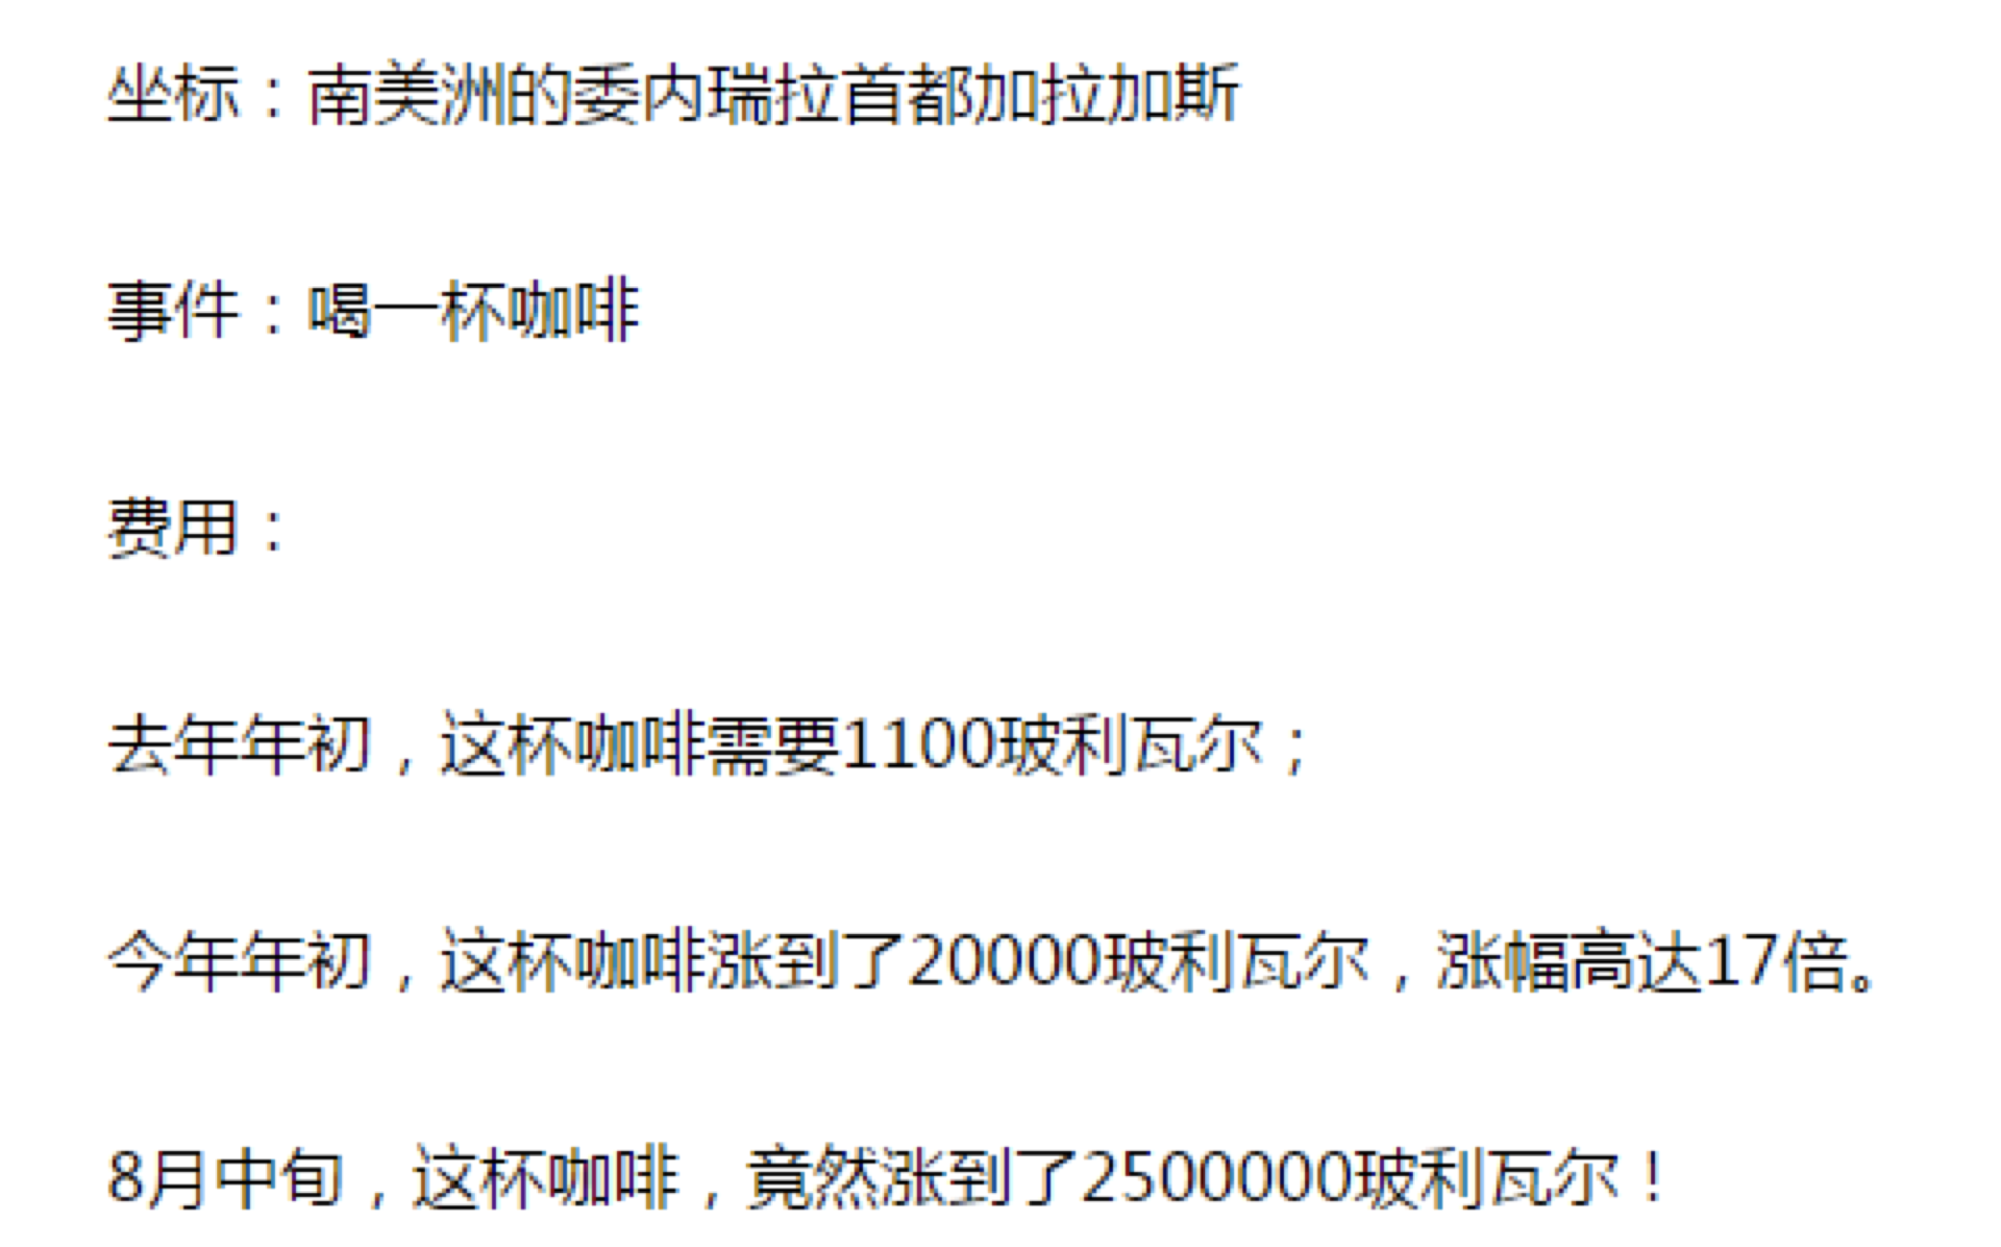 坐标：南美洲的委内瑞拉首都加拉加斯
事件：喝一杯咖啡
费用：
去年年初，这杯咖啡需要1100玻利瓦尔；
今年年初，这杯咖啡涨到了20000玻利瓦尔，涨幅高达17倍。
8月中旬，这杯咖啡，竟然涨到了2500000玻利瓦尔！